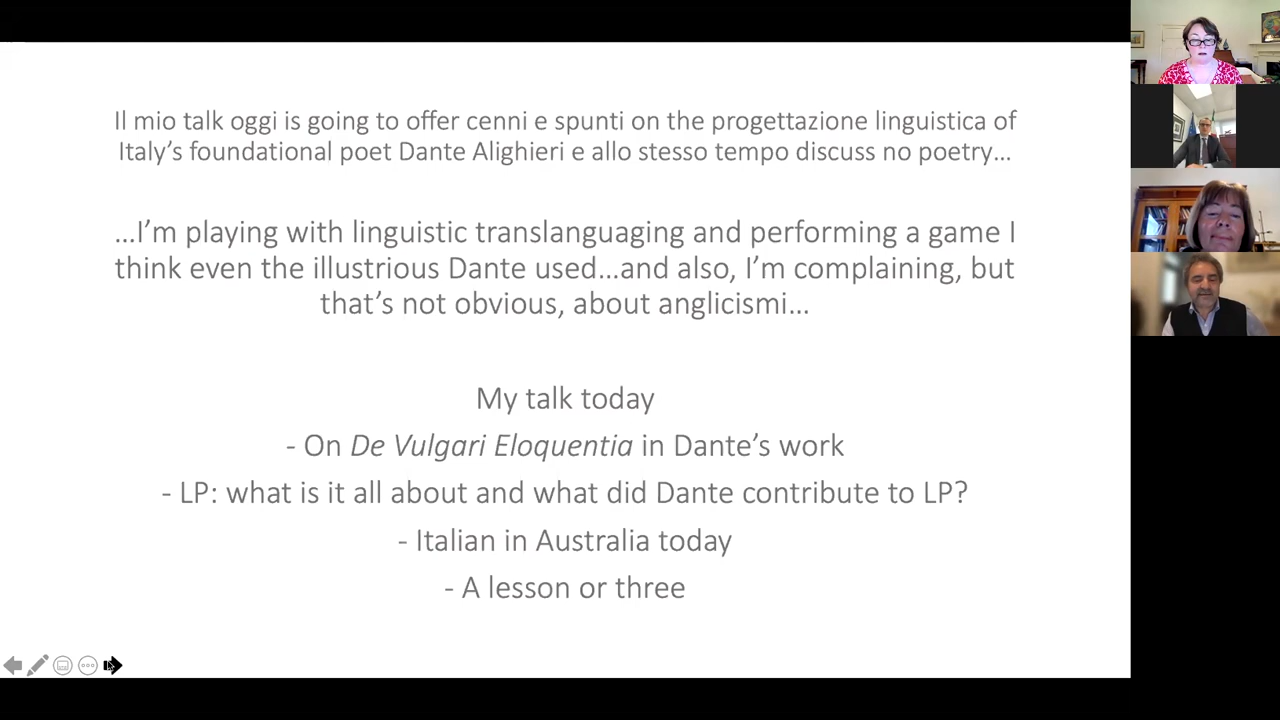 Il mio talk oggi is going to offer cenni e spunti on the progettazione linguistica of
Italy’s foundational poet Dante Alighieri e allo stesso tempo discuss no poetry…
…I’m playing with linguistic translanguaging and performing a game I
think even the illustrious Dante used…and also, I’m complaining, but
that’s not obvious, about anglicismi…
My talk today
- On De Vulgari Eloquentia in Dante’s work
- LP: what is it all about and what did Dante contribute to LP?
- Italian in Australia today
- A lesson or three